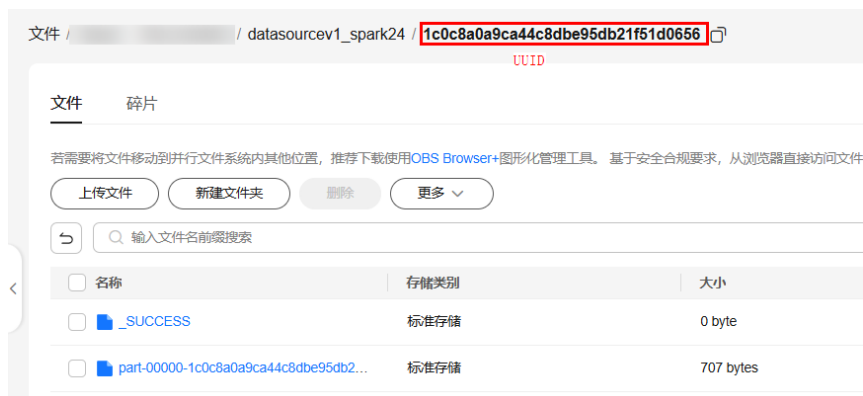 文件 / / datasourcev1_spark24 / 1c0c8a0a9ca44c8dbe95db21f51d0656
UUID
文件 碎片
若需要将文件移动到并行文件系统内其他位置，推荐下载使用OBS Browser+图形化管理工具。 基于安全合规要求，从浏览器直接访问文件
上传文件 新建文件夹 删除 更多
输入文件名前缀搜索
名称 存储类别 大小
_SUCCESS 标准存储 0 byte
part-00000-1c0c8a0a9ca44c8dbe95db2... 标准存储 707 bytes